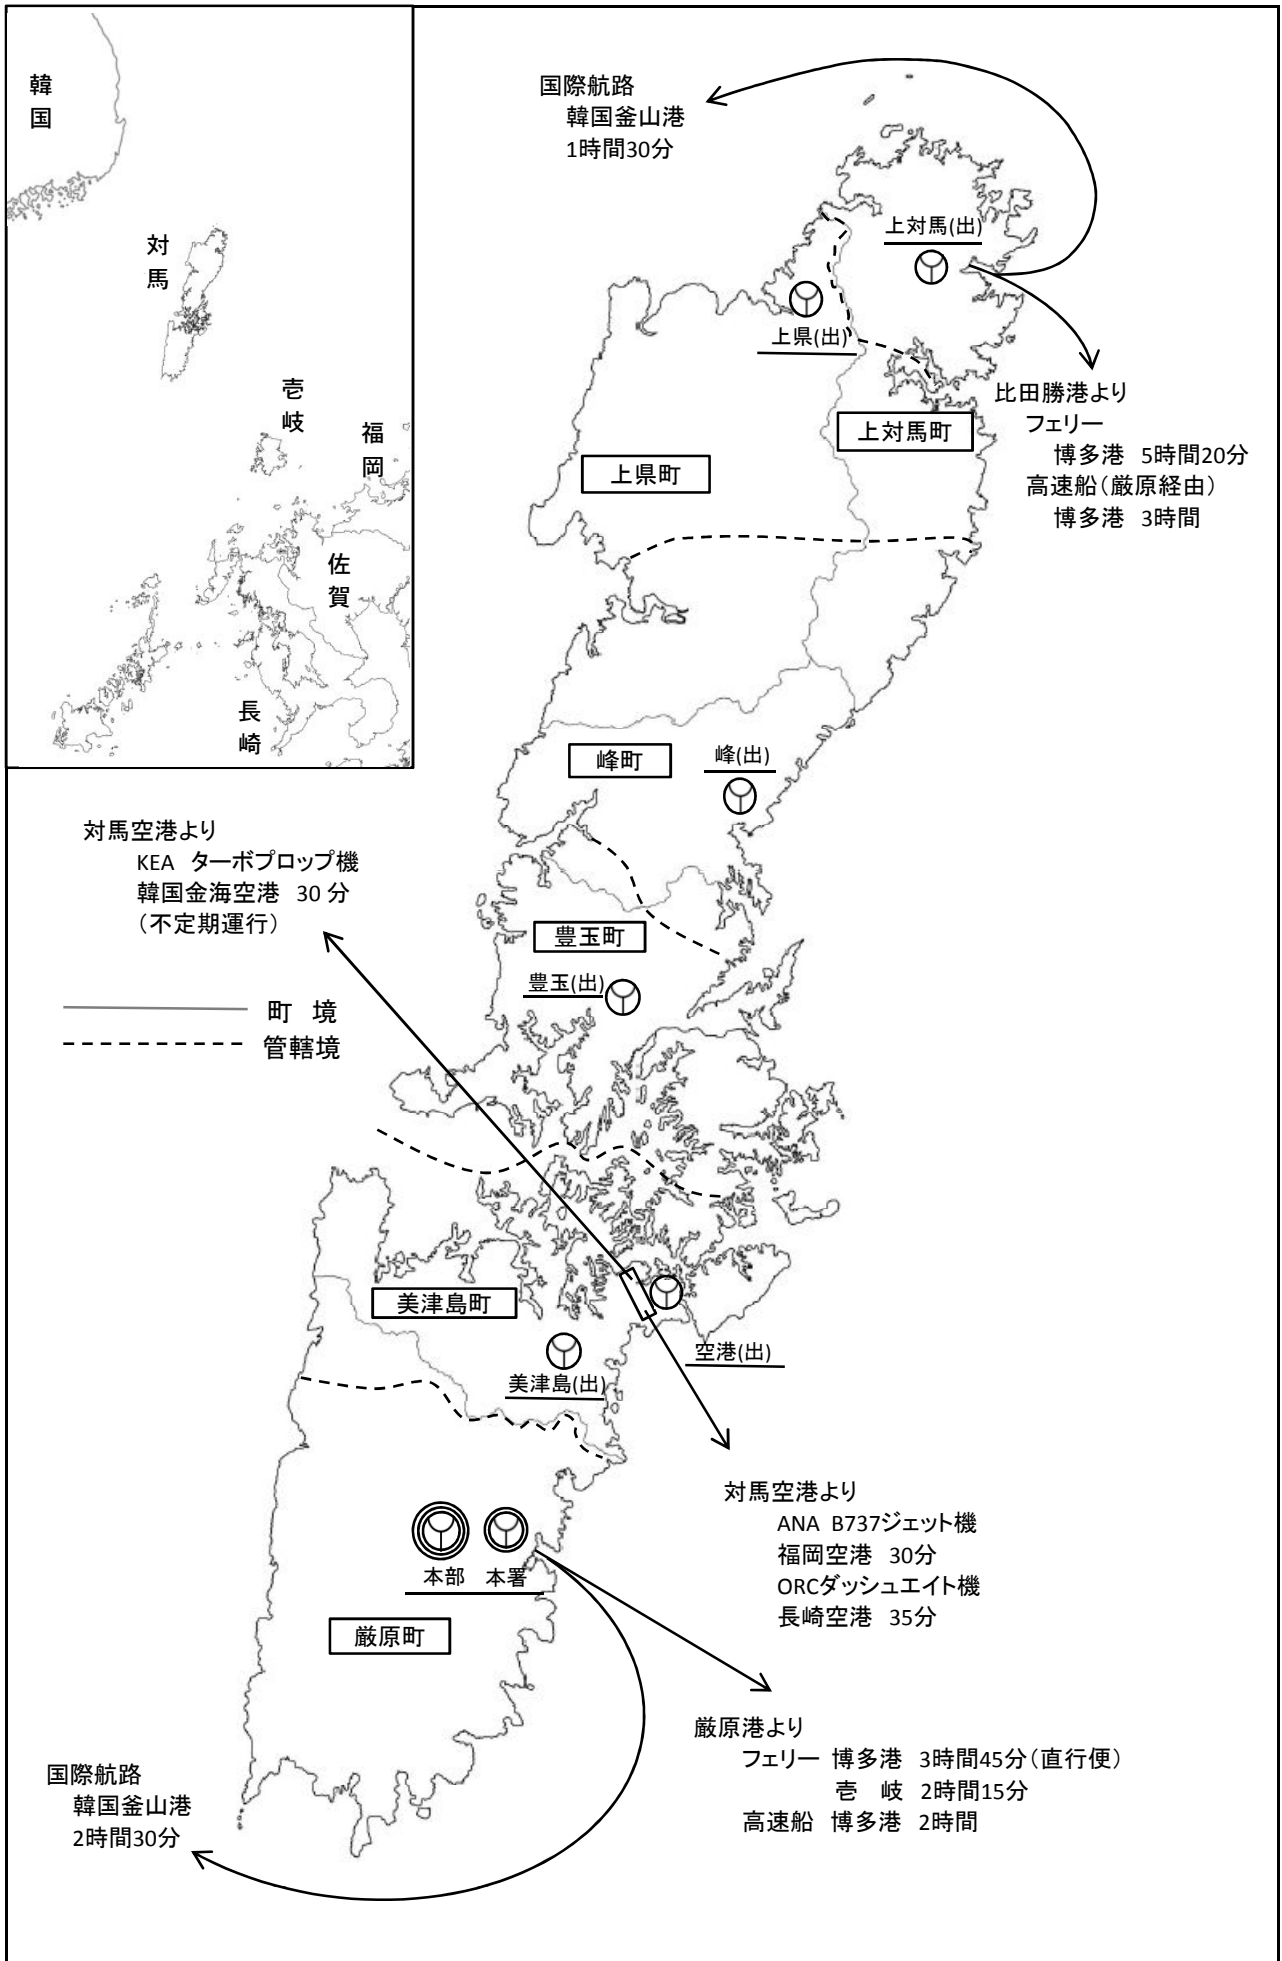 韓国
対馬
壱岐
福岡
佐賀
長崎
国際航路
韓国釜山港
1時間30分
上対馬(出)
上県(出)
比田勝港より
フェリー
博多港 5時間20分
高速船(厳原経由)
博多港 3時間
上対馬町
上県町
峰町
峰(出)
対馬空港より
KEA ターボプロップ機
韓国金海空港 30 分
(不定期運行)
豊玉町
豊玉(出)
町 境
管轄境
美津島町
空港(出)
美津島(出)
対馬空港より
ANA B737ジェット機
福岡空港 30分
ORCダッシュエイト機
長崎空港 35分
本部 本署
厳原町
厳原港より
フェリー 博多港 3時間45分(直行便)
壱 岐 2時間15分
高速船 博多港 2時間
国際航路
韓国釜山港
2時間30分